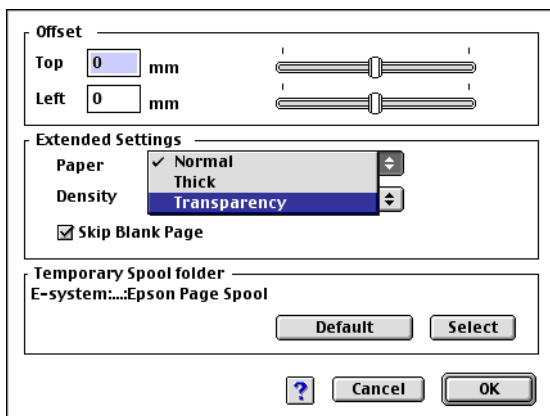 Offset
Top 0 mm
Left 0 mm
Extended Settings
Paper ✓ Normal
Thick
Density Transparency
Skip Blank Page
Temporary Spool folder
E-system:...:Epson Page Spool
Default Select
? Cancel OK